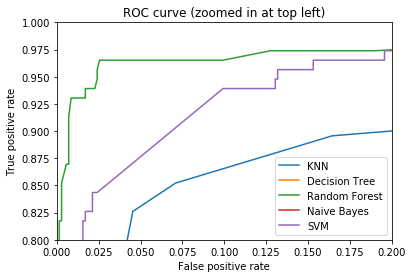 ROC curve (zoomed in at top left)
True positive rate
1.000
0.975
0.950
0.925
0.900
0.875
0.850
0.825
0.800
KNN
Decision Tree
Random Forest
Naive Bayes
SVM
0.000
0.025
0.050
0.075
0.100
0.125
0.150
0.175
0.200
False positive rate